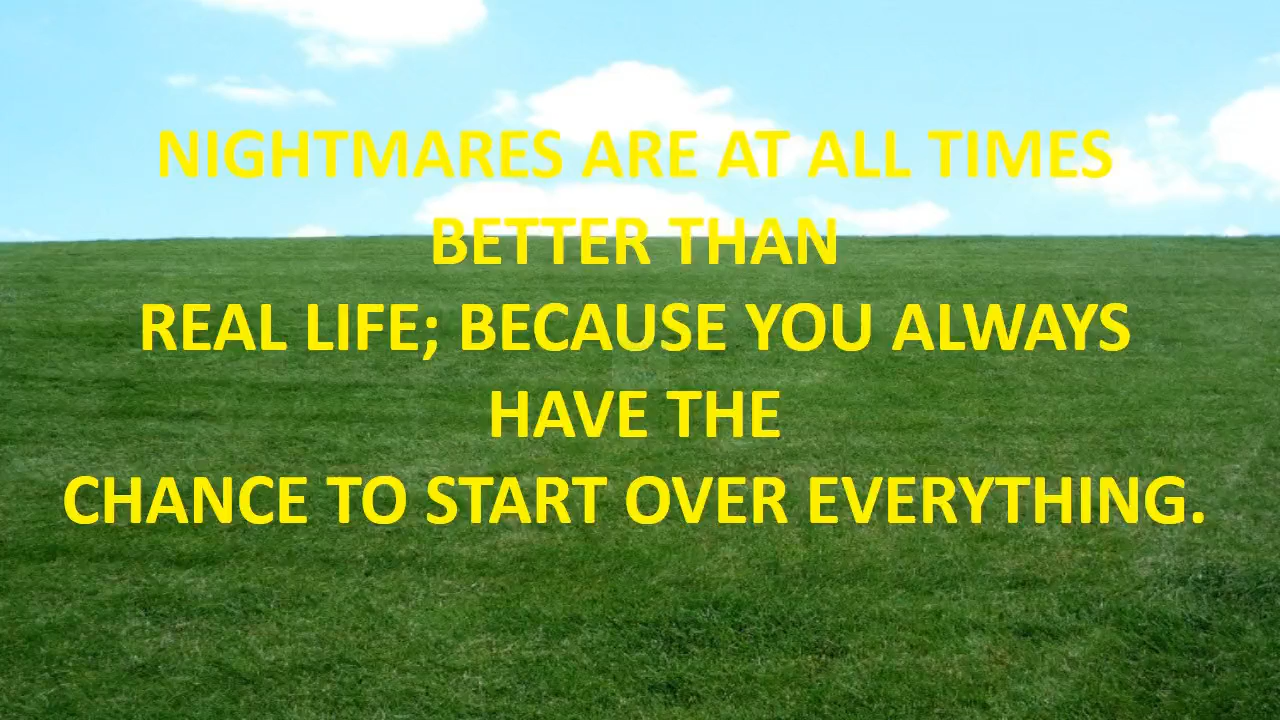 NIGHTMARES ARE AT ALL TIMES
BETTER THAN
REAL LIFE; BECAUSE YOU ALWAYS
HAVE THE
CHANCE TO START OVER EVERYTHING.